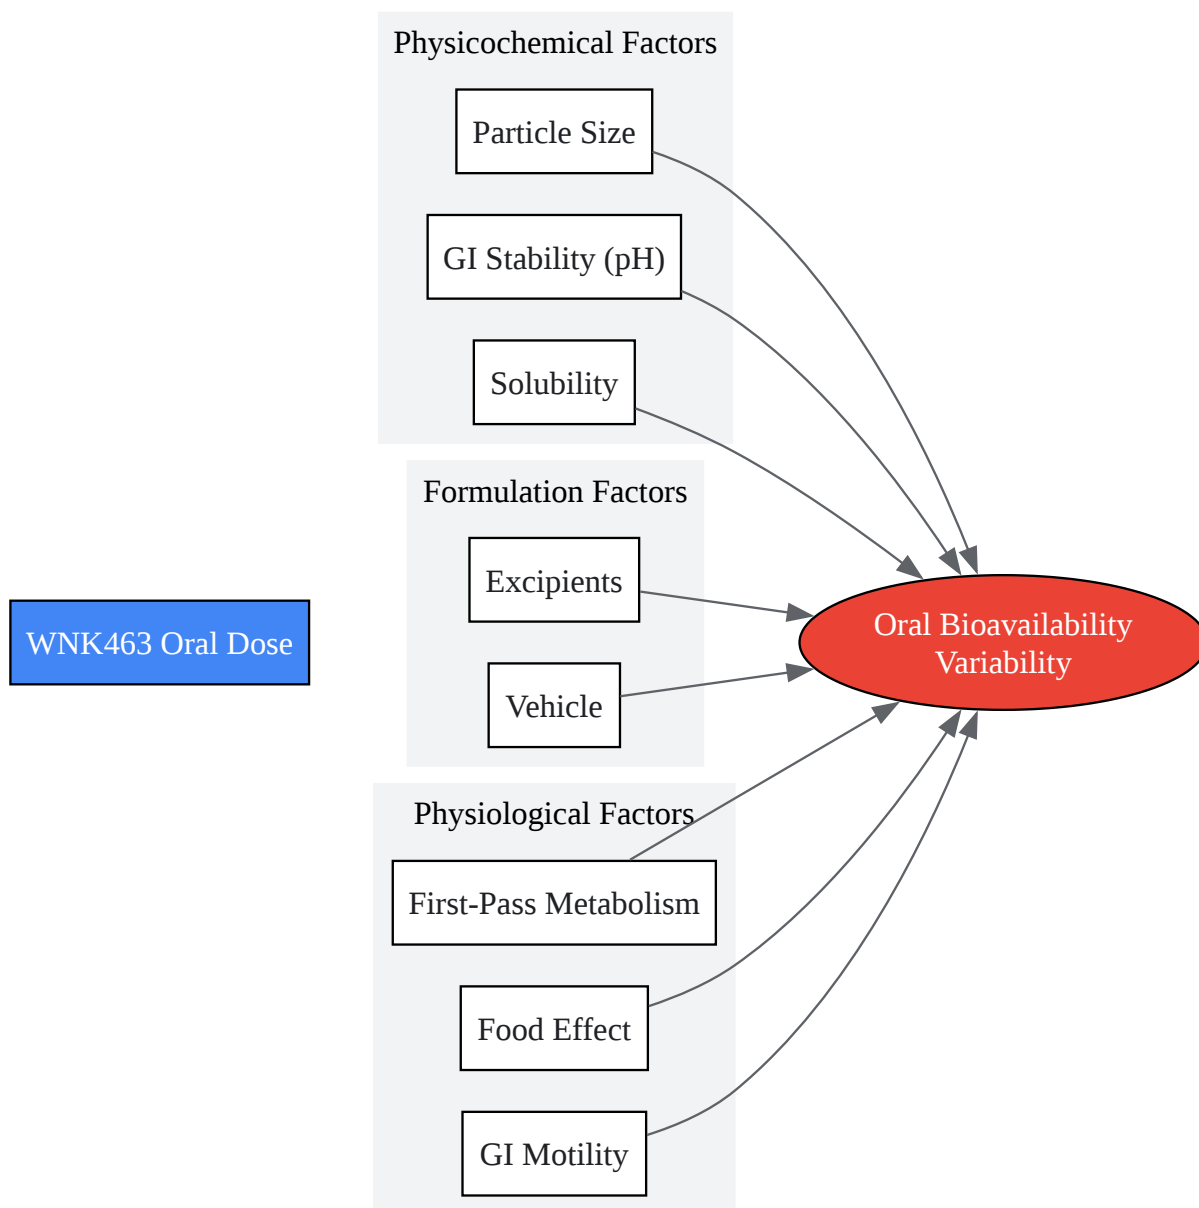 Physicochemical Factors
Particle Size
GI Stability (pH)
Solubility
Formulation Factors
Excipients
Vehicle
WNK463 Oral Dose
Oral Bioavailability
Variability
Physiological Factors
First-Pass Metabolism
Food Effect
GI Motility